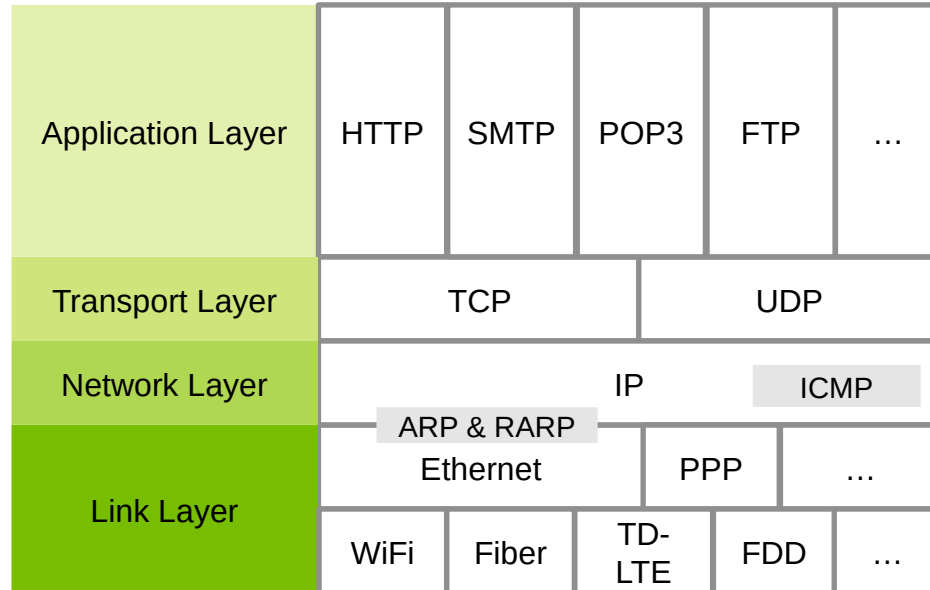 Application Layer
HTTP
SMTP
POP3
FTP
…
Transport Layer
TCP
UDP
Network Layer
IP
ICMP
ARP & RARP
Link Layer
Ethernet
PPP
…
WiFi
Fiber
TD-
LTE
FDD
…